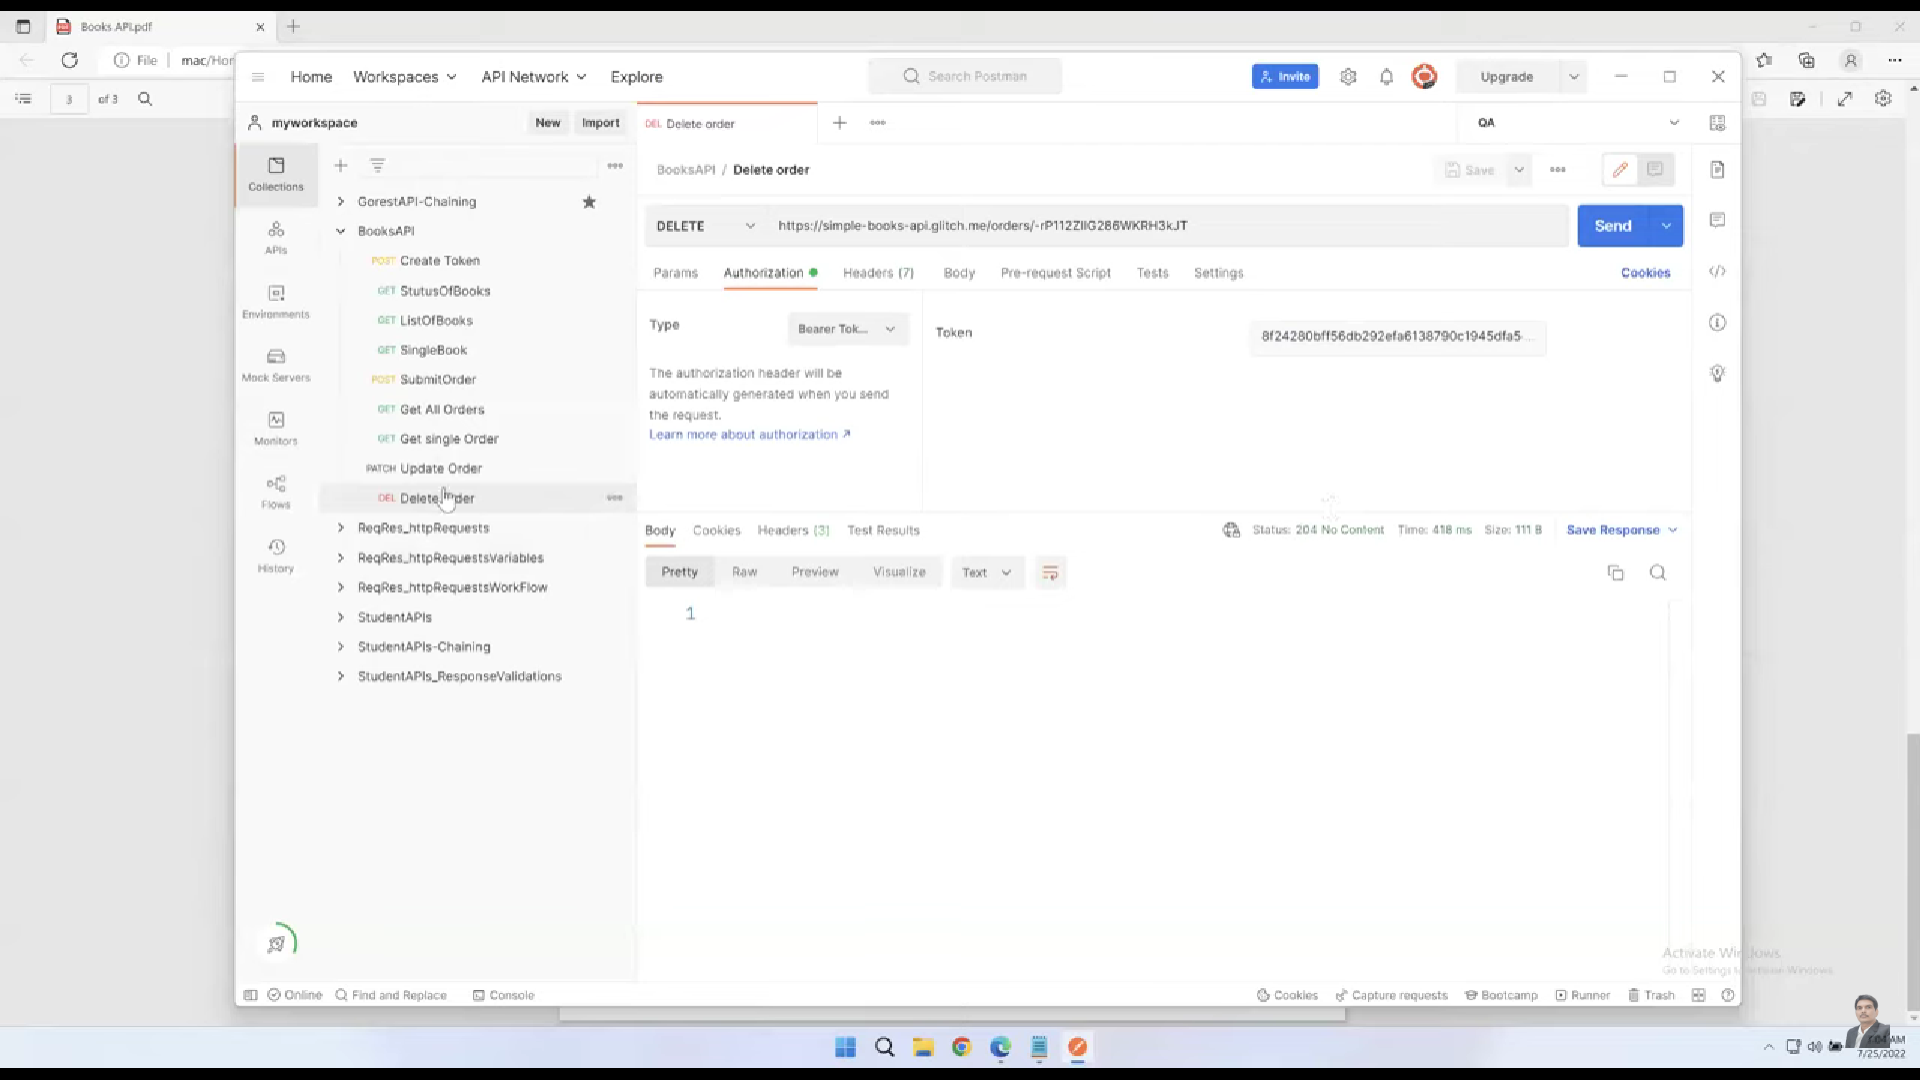 Books API.pdf
File
mac/Hor
3
of 3
Home
Workspaces
API Network
Explore
Search Postman
Invite
Upgrade
myworkspace
New
Import
DEL Delete order
QA
Collections
APIs
Environments
Mock Servers
Monitors
Flows
History
GorestAPI-Chaining
BooksAPI
POST Create Token
GET StutusOfBooks
GET ListOfBooks
GET SingleBook
POST SubmitOrder
GET Get All Orders
GET Get single Order
PATCH Update Order
DEL Delete order
ReqRes_httpRequests
ReqRes_httpRequestsVariables
ReqRes_httpRequestsWorkFlow
StudentAPIs
StudentAPIs-Chaining
StudentAPIs_ResponseValidations
BooksAPI / Delete order
Save
DELETE
https://simple-books-api.glitch.me/orders/-rP112ZIIG286WKRH3kJT
Send
Params
Authorization
Headers (7)
Body
Pre-request Script
Tests
Settings
Cookies
Type
Bearer Tok...
Token
8f24280bff56db292efa6138790c1945dfa5...
The authorization header will be
automatically generated when you send
the request.
Learn more about authorization
Body
Cookies
Headers (3)
Test Results
Status: 204 No Content
Time: 418 ms
Size: 111 B
Save Response
Pretty
Raw
Preview
Visualize
Text
1
Activate Windows
Online
Find and Replace
Console
Cookies
Capture requests
Bootcamp
Runner
Trash
7/25/2022